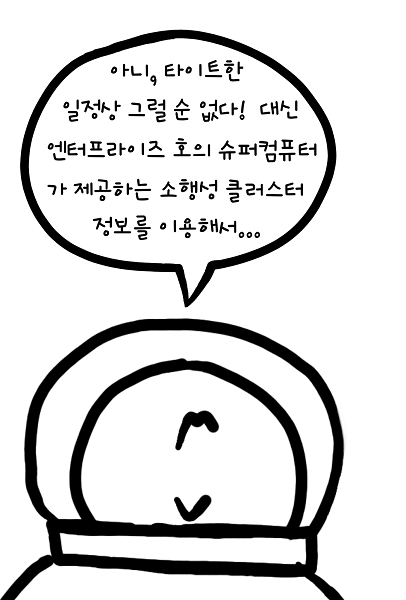 아니, 타이트한
일정상 그럴 순 없다! 대신
엔터프라이즈 호의 슈퍼컴퓨터
가 제공하는 소행성 클러스터
정보를 이용해서...